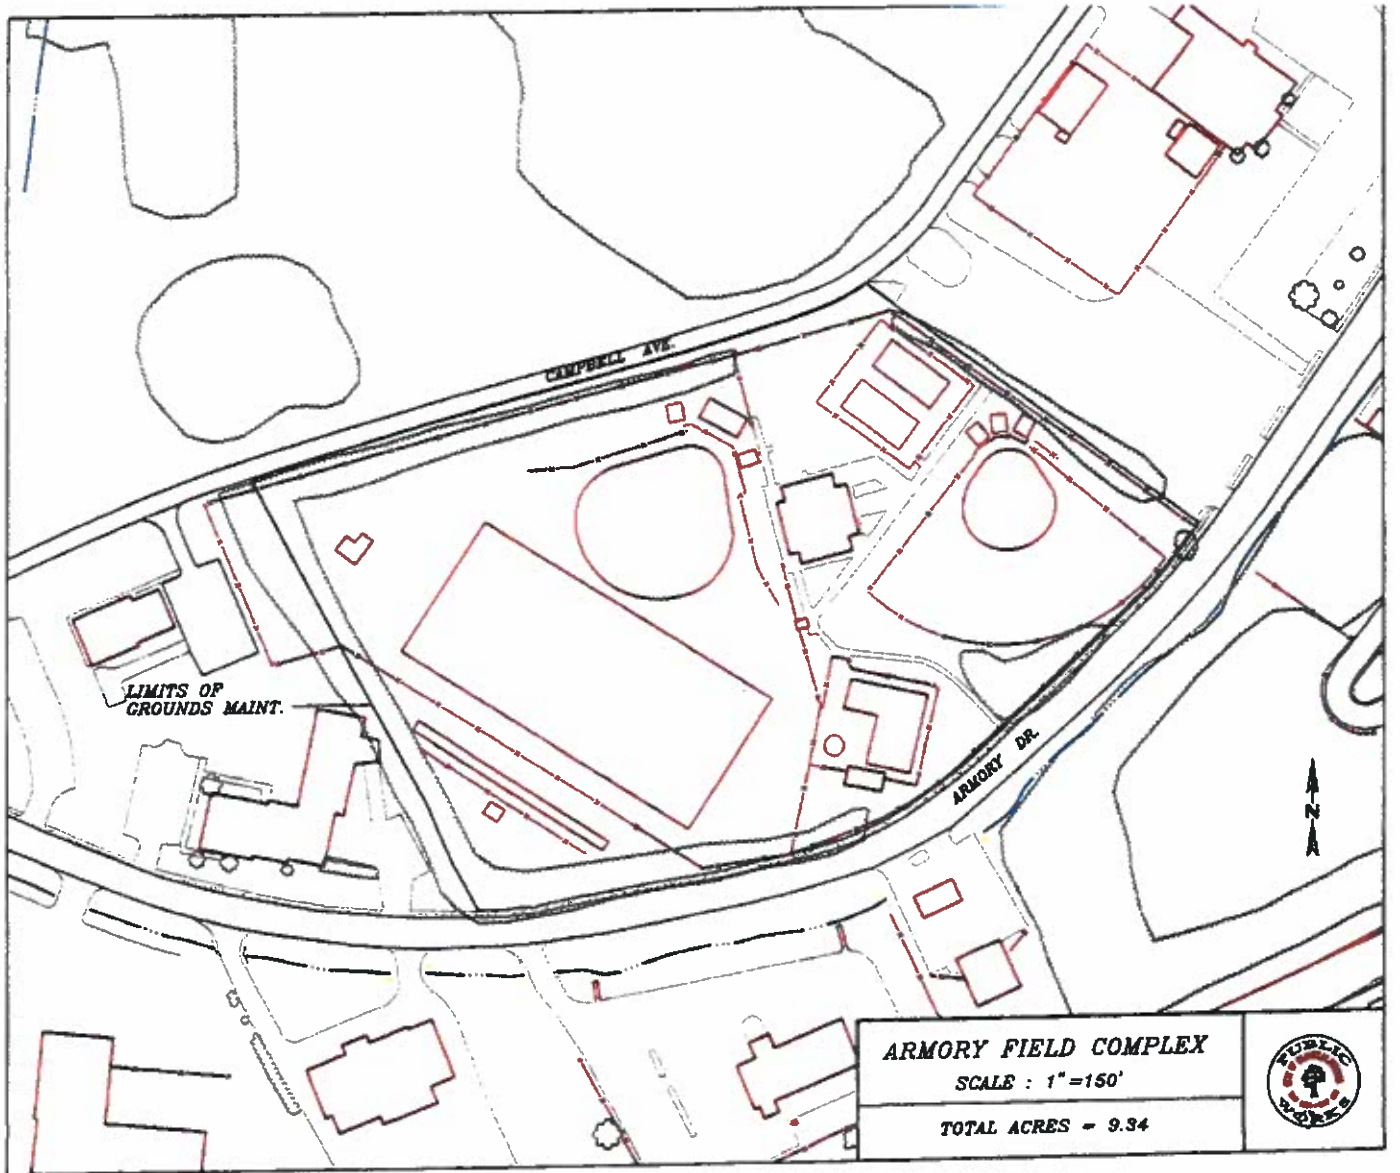 CAMPBELL AVE.
LIMITS OF
GROUNDS MAINT.
ARMORY DR.
N
ARMORY FIELD COMPLEX
SCALE : 1"=150'
TOTAL ACRES = 9.34
PUBLIC
WORKS